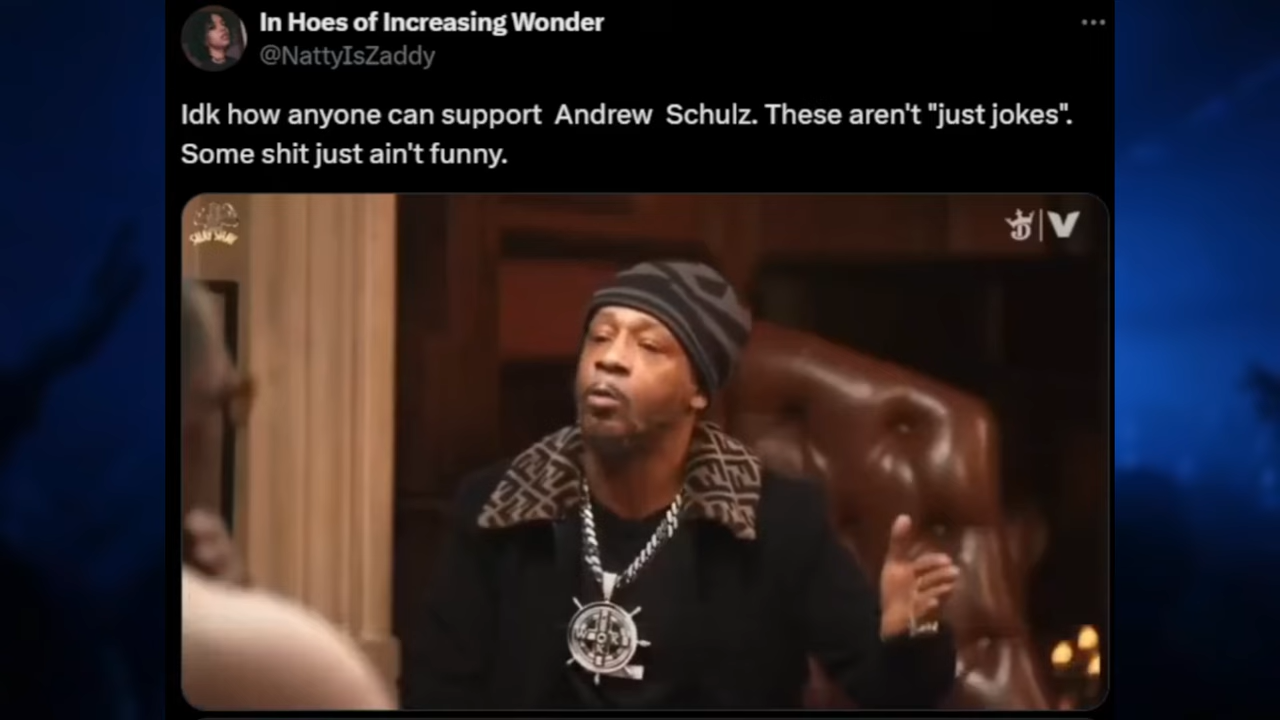 In Hoes of Increasing Wonder
@NattyIsZaddy
Idk how anyone can support Andrew Schulz. These aren't "just jokes".
Some shit just ain't funny.